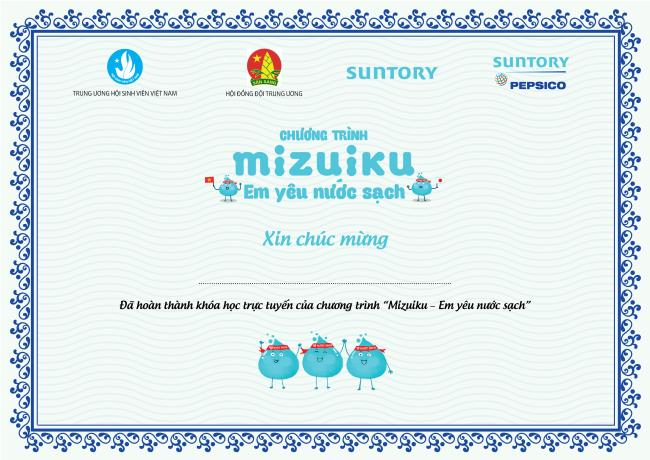 TRUNG ƯƠNG HỘI SINH VIÊN VIỆT NAM
SẴN SÀNG
HỘI ĐỒNG ĐỘI TRUNG ƯƠNG
SUNTORY
SUNTORY
PEPSICO
CHƯƠNG TRÌNH
mizuiku
Em yêu nước sạch
Xin chúc mừng
Đã hoàn thành khóa học trực tuyến của chương trình “Mizuiku – Em yêu nước sạch”